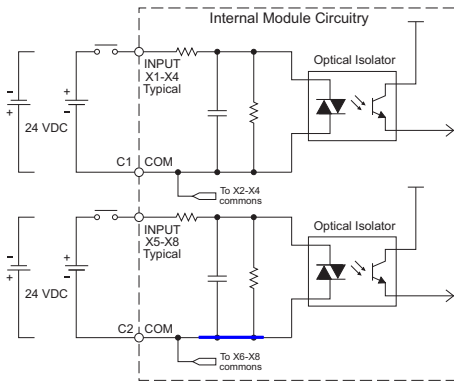 Internal Module Circuitry
Optical Isolator
INPUT
X1-X4
Typical
- +
+ -
24 VDC
C1 COM
To X2-X4
commons
Optical Isolator
INPUT
X5-X8
Typical
- +
+ -
24 VDC
C2 COM
To X6-X8
commons